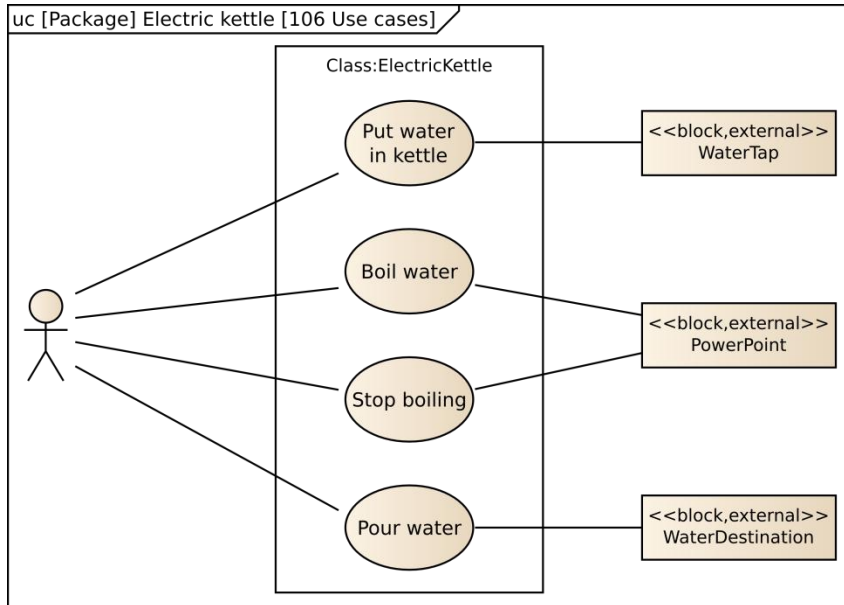 uc [Package] Electric kettle [106 Use cases]
Class:ElectricKettle
Put water
in kettle
<<block,external>>
WaterTap
Boil water
<<block,external>>
PowerPoint
Stop boiling
Pour water
<<block,external>>
WaterDestination